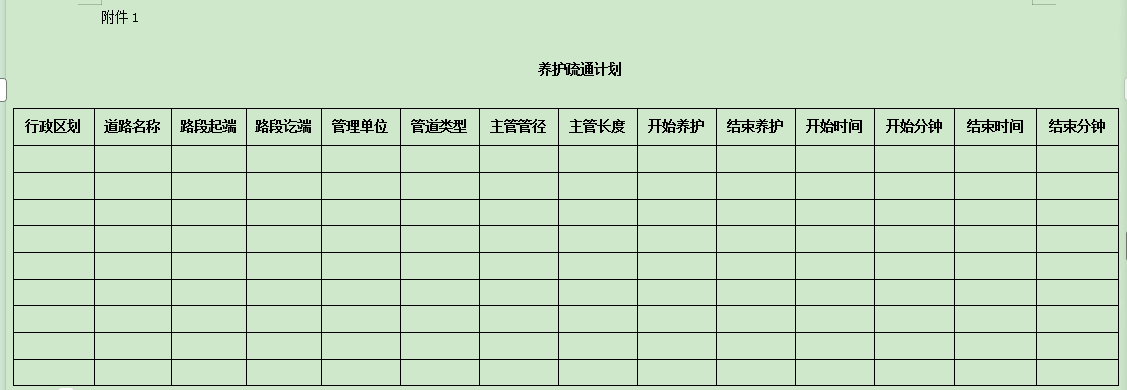 附件 1
养护疏通计划
行政区划 道路名称 路段起端 路段讫端 管理单位 管道类型 主管管径 主管长度 开始养护 结束养护 开始时间 开始分钟 结束时间 结束分钟